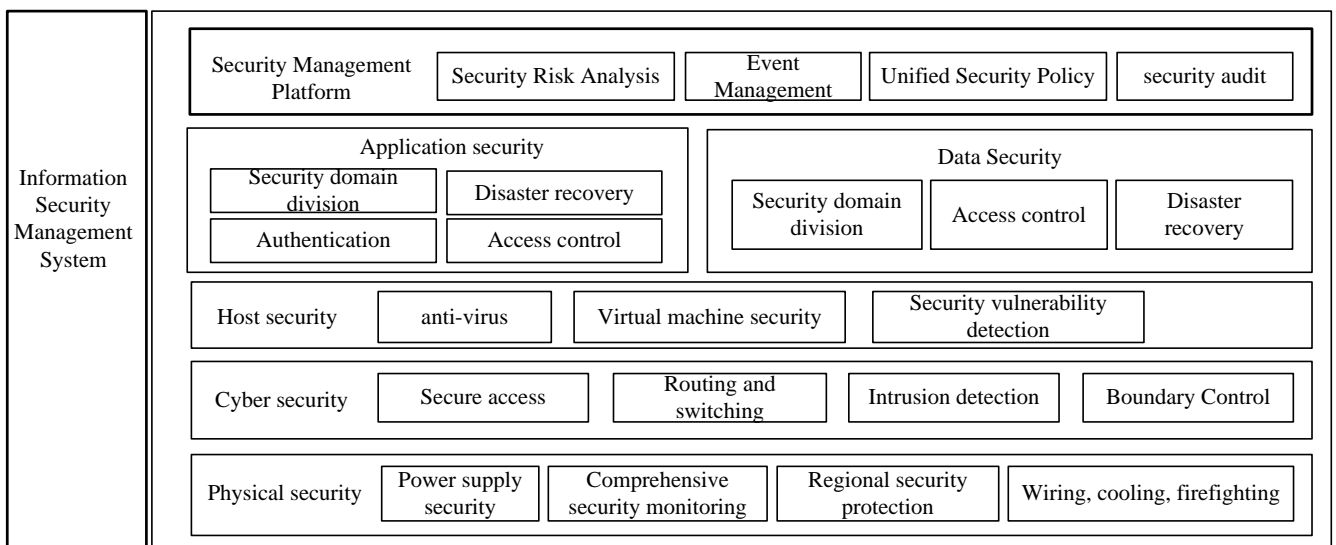 Information
Security
Management
System
Security Management
Platform
Security Risk Analysis
Event
Management
Unified Security Policy
security audit
Application security
Security domain
division
Disaster recovery
Authentication
Access control
Data Security
Security domain
division
Access control
Disaster
recovery
Host security
anti-virus
Virtual machine security
Security vulnerability
detection
Cyber security
Secure access
Routing and
switching
Intrusion detection
Boundary Control
Physical security
Power supply
security
Comprehensive
security monitoring
Regional security
protection
Wiring, cooling, firefighting